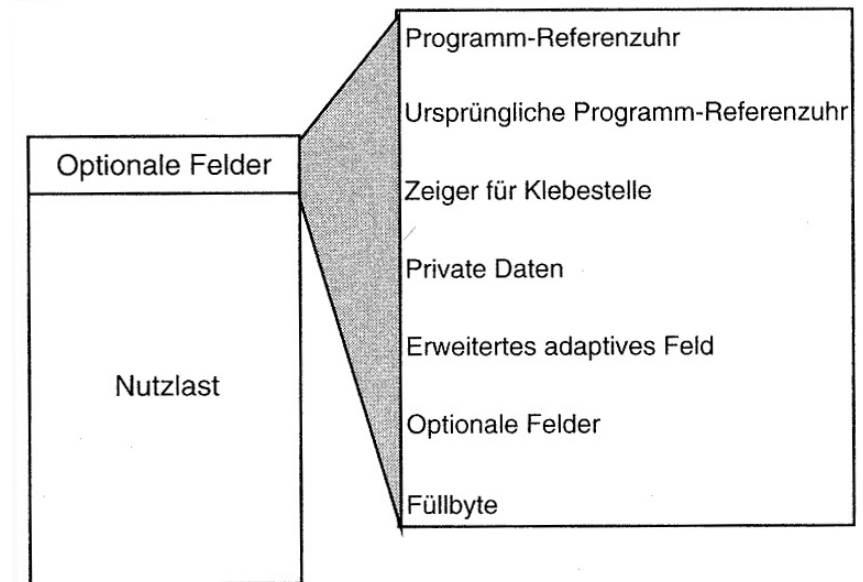 Optionale Felder
Nutzlast
Programm-Referenzuhr
Ursprüngliche Programm-Referenzuhr
Zeiger für Klebestelle
Private Daten
Erweitertes adaptives Feld
Optionale Felder
Füllbyte